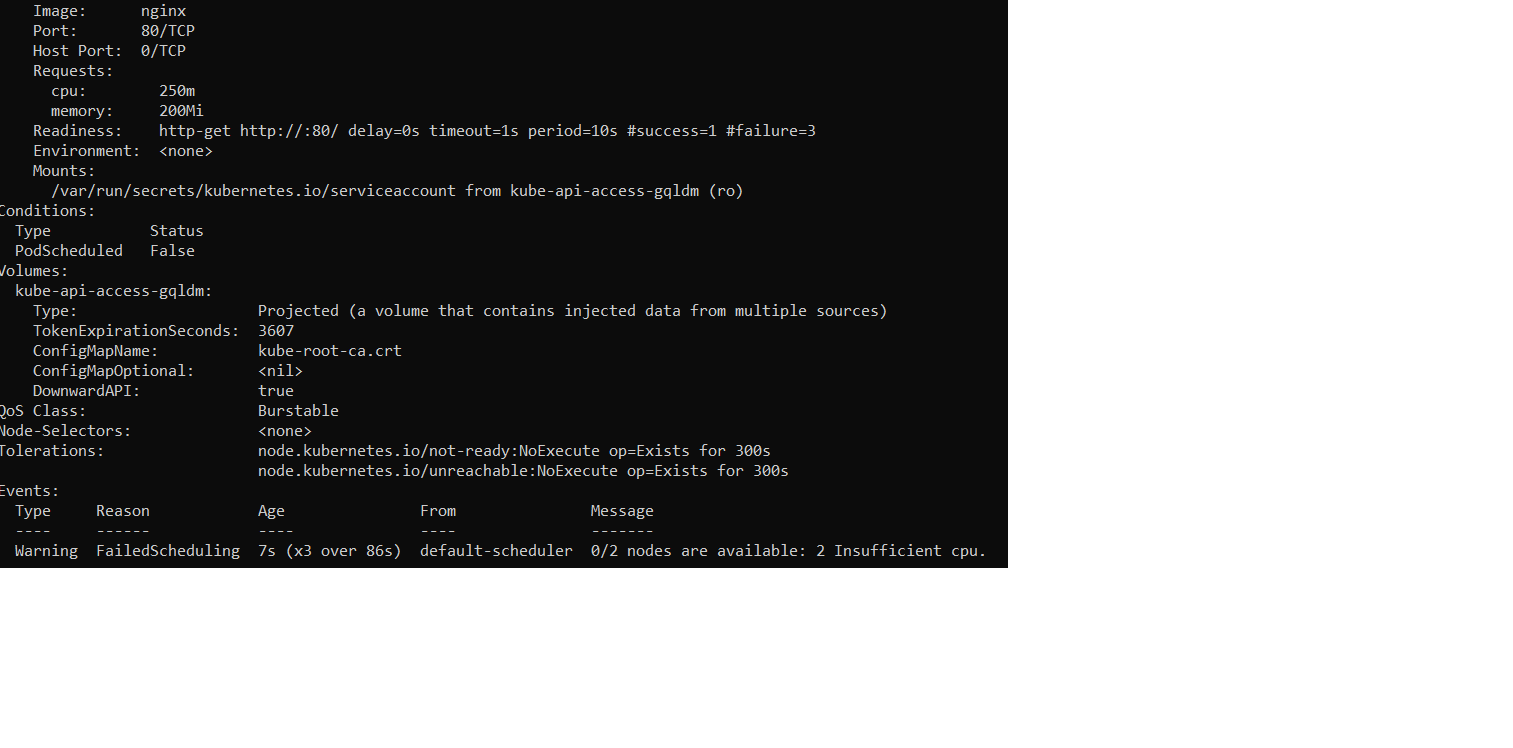 Image:      nginx
Port:       80/TCP
Host Port:  0/TCP
Requests:
cpu:        250m
memory:     200Mi
Readiness:    http-get http://:80/ delay=0s timeout=1s period=10s #success=1 #failure=3
Environment:  <none>
Mounts:
/var/run/secrets/kubernetes.io/serviceaccount from kube-api-access-gqldm (ro)
Conditions:
Type           Status
PodScheduled   False
Volumes:
kube-api-access-gqldm:
Type:                    Projected (a volume that contains injected data from multiple sources)
TokenExpirationSeconds:  3607
ConfigMapName:           kube-root-ca.crt
ConfigMapOptional:       <nil>
DownwardAPI:             true
QoS Class:                   Burstable
Node-Selectors:              <none>
Tolerations:                 node.kubernetes.io/not-ready:NoExecute op=Exists for 300s
node.kubernetes.io/unreachable:NoExecute op=Exists for 300s
Events:
Type     Reason            Age                From               Message
----     ------            ----               ----               -------
Warning  FailedScheduling  7s (x3 over 86s)  default-scheduler  0/2 nodes are available: 2 Insufficient cpu.